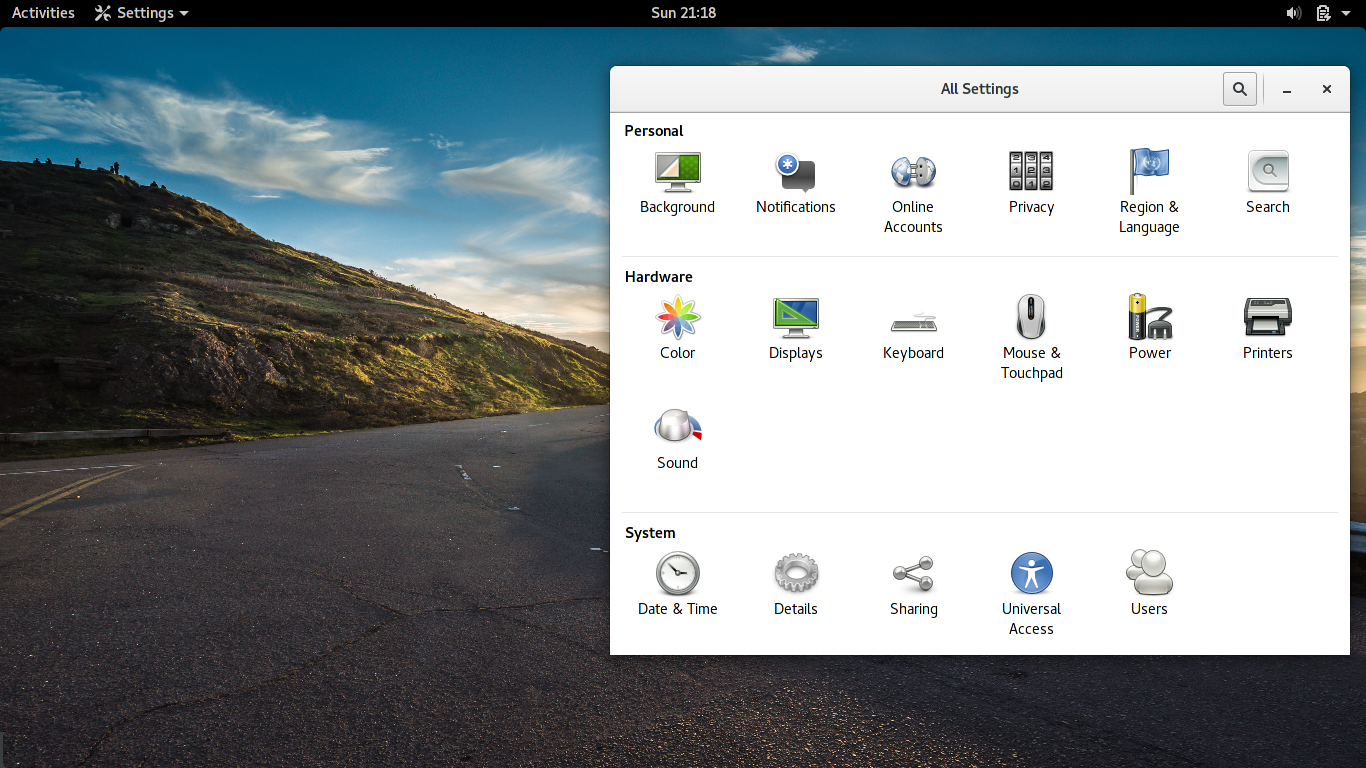 Activities Settings Sun 21:18
All Settings
Personal
Background Notifications Online Accounts Privacy Region & Language Search
Hardware
Color Displays Keyboard Mouse & Touchpad Power Printers
Sound
System
Date & Time Details Sharing Universal Access Users